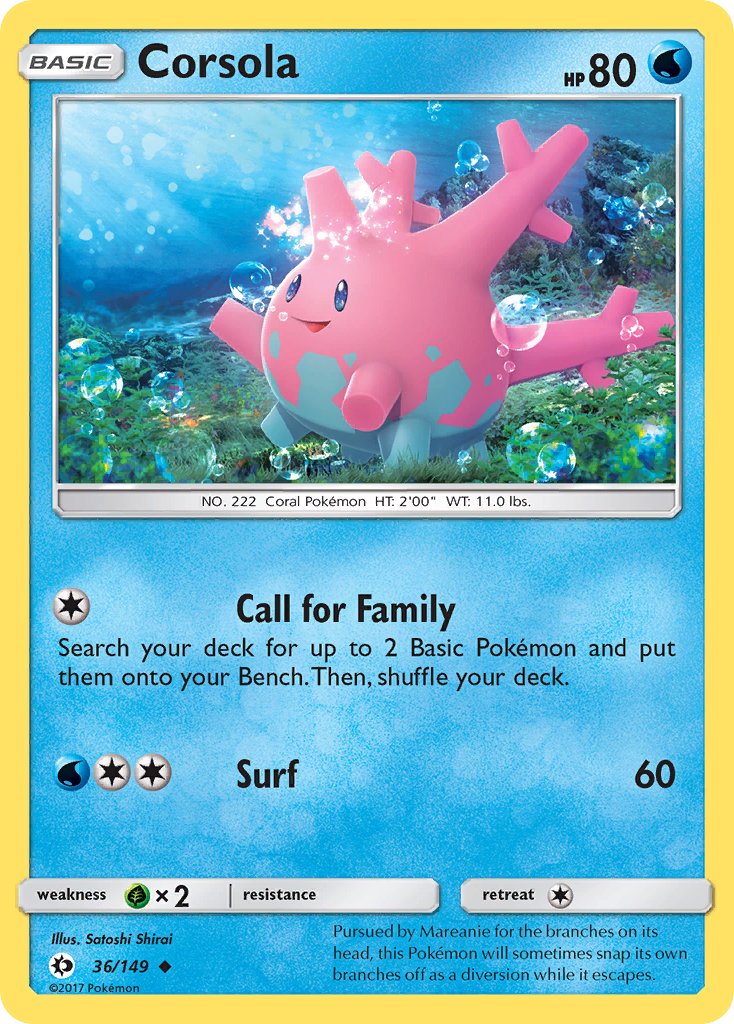 BASIC Corsola HP 80
NO. 222 Coral Pokémon HT: 2'00" WT: 11.0 lbs.
Call for Family
Search your deck for up to 2 Basic Pokémon and put
them onto your Bench. Then, shuffle your deck.
Surf 60
weakness ×2 resistance retreat
Illus. Satoshi Shirai
36/149
©2017 Pokémon
Pursued by Mareanie for the branches on its
head, this Pokémon will sometimes snap its own
branches off as a diversion while it escapes.